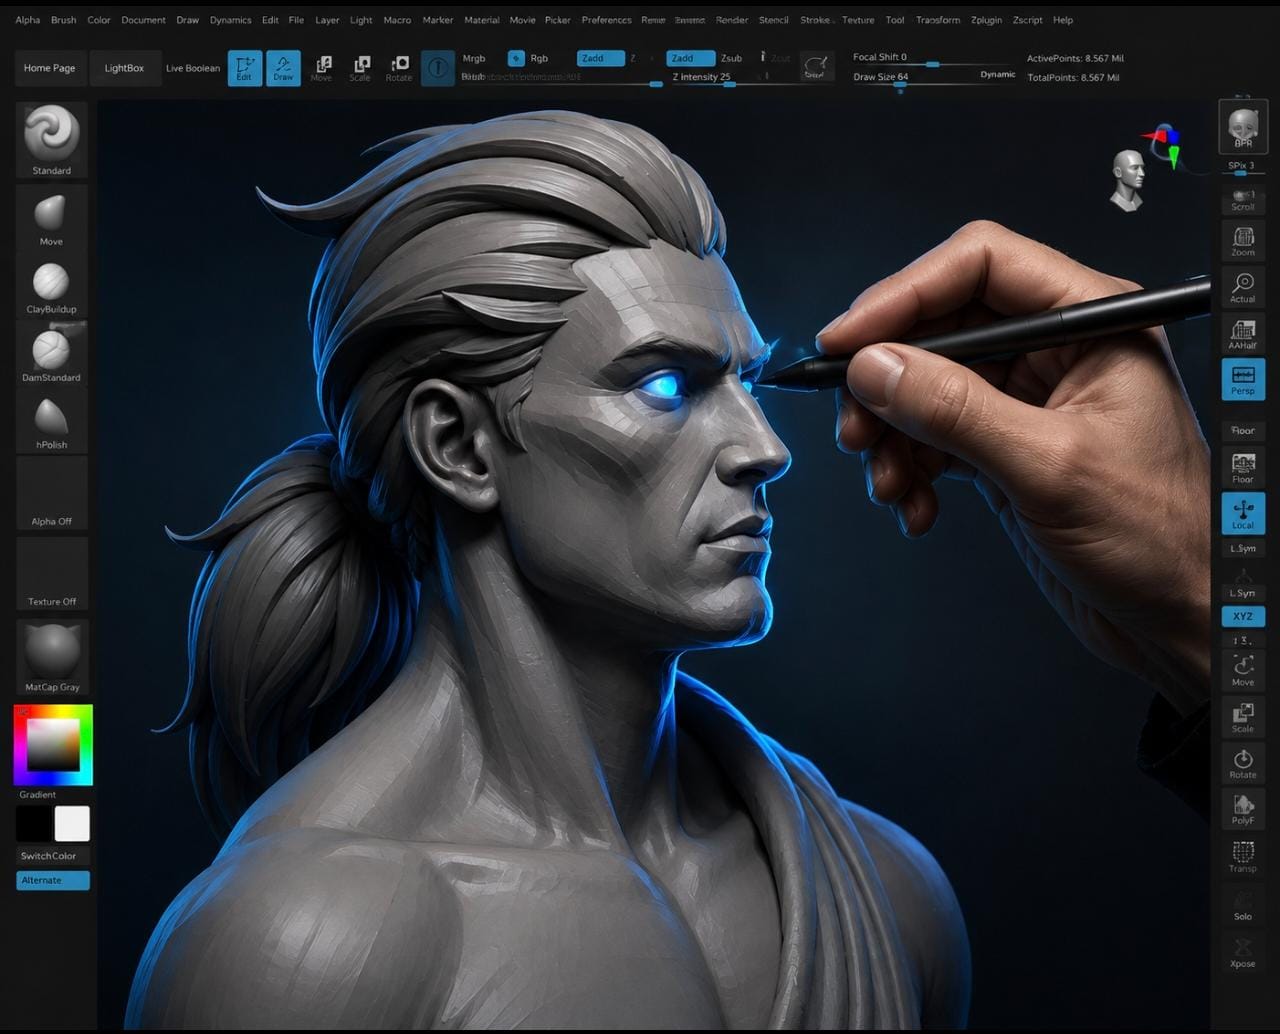 Alpha Brush Color Document Draw Dynamics Edit File Layer Light Macro Marker Material Movie Picker Preferences Render Stencil Stroke Texture Tool Transform Zplugin Zscript Help
Home Page
LightBox
Live Boolean
Edit
Draw
Move
Scale
Rotate
Mrgb
Rgb
Zadd
Z
Zadd
Zsub
Zcut
Z Intensity 25
Focal Shift 0
Draw Size 64
Dynamic
ActivePoints: 8.567 Mil
TotalPoints: 8.567 Mil
Standard
Move
ClayBuildup
DamStandard
hPolish
Alpha Off
Texture Off
MatCap Gray
Gradient
SwitchColor
Alternate
BPR
SPix 3
Scroll
Zoom
Actual
AAHalf
Persp
Floor
Floor
Local
L.Sym
L.Sym
XYZ
Move
Scale
Rotate
PolyF
Transp
Solo
Xpose